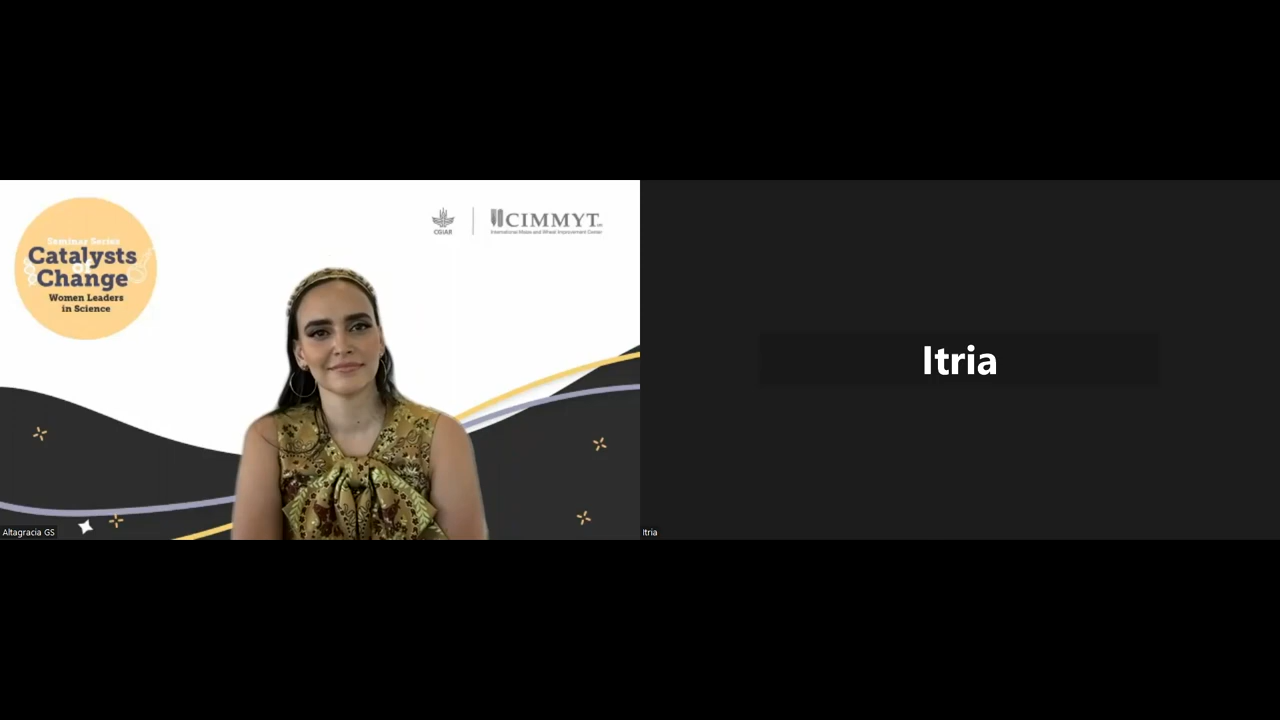 Seminar Series
Catalysts
of
Change
Women Leaders
in Science
CGIAR
CIMMYT
International Maize and Wheat Improvement Center
Itria
Altagracia GS
Itria